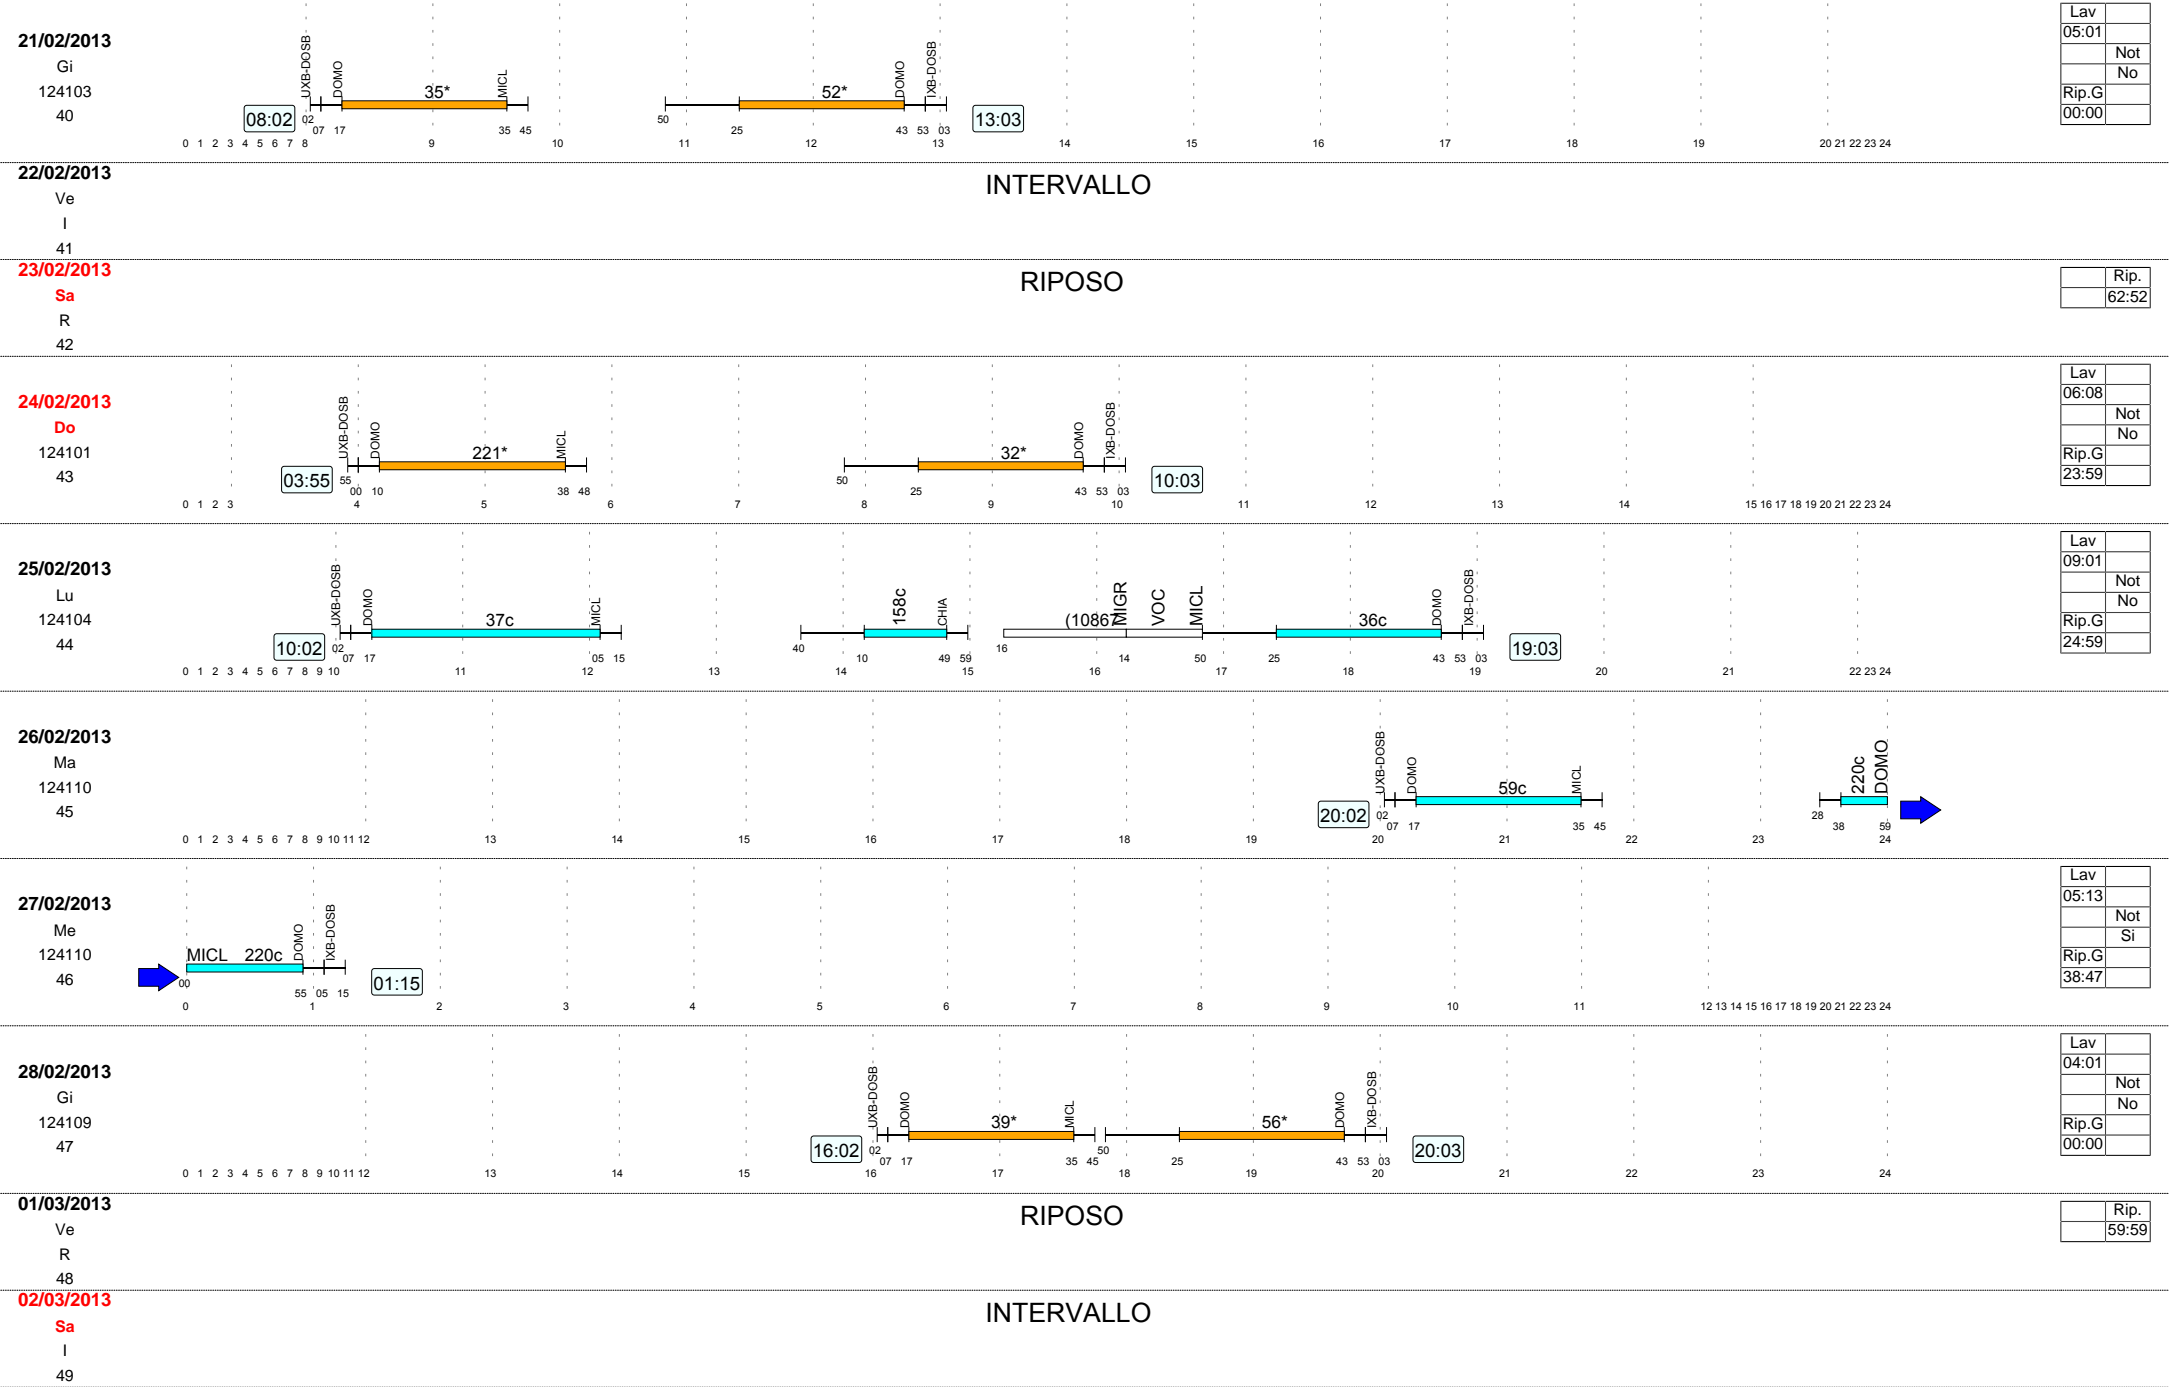 21/02/2013
Gi
124103
40
08:02
UXB-DOSB
DOMO
35*
MICL
52*
DOMO
IXB-DOSB
13:03
02 07 17 35 45 50 25 43 53 03
0 1 2 3 4 5 6 7 8 9 10 11 12 13 14 15 16 17 18 19 20 21 22 23 24
Lav
05:01
Not
No
Rip.G
00:00
22/02/2013
Ve
I
41
INTERVALLO
23/02/2013
Sa
R
42
RIPOSO
Rip.
62:52
24/02/2013
Do
124101
43
03:55
UXB-DOSB
DOMO
221*
MICL
32*
DOMO
IXB-DOSB
10:03
55 00 10 38 48 50 25 43 53 03
0 1 2 3 4 5 6 7 8 9 10 11 12 13 14 15 16 17 18 19 20 21 22 23 24
Lav
06:08
Not
No
Rip.G
23:59
25/02/2013
Lu
124104
44
10:02
UXB-DOSB
DOMO
37c
MICL
158c
CHIA
(10867
MIGR
VOC
MICL
36c
DOMO
IXB-DOSB
19:03
02 07 17 05 15 40 10 49 59 16 14 50 25 43 53 03
0 1 2 3 4 5 6 7 8 9 10 11 12 13 14 15 16 17 18 19 20 21 22 23 24
Lav
09:01
Not
No
Rip.G
24:59
26/02/2013
Ma
124110
45
20:02
UXB-DOSB
DOMO
59c
MICL
220c
DOMO
02 07 17 35 45 28 38 59
0 1 2 3 4 5 6 7 8 9 10 11 12 13 14 15 16 17 18 19 20 21 22 23 24
27/02/2013
Me
124110
46
MICL 220c
DOMO
IXB-DOSB
01:15
00 55 05 15
0 1 2 3 4 5 6 7 8 9 10 11 12 13 14 15 16 17 18 19 20 21 22 23 24
Lav
05:13
Not
Si
Rip.G
38:47
28/02/2013
Gi
124109
47
16:02
UXB-DOSB
DOMO
39*
MICL
56*
DOMO
IXB-DOSB
20:03
02 07 17 35 45 50 25 43 53 03
0 1 2 3 4 5 6 7 8 9 10 11 12 13 14 15 16 17 18 19 20 21 22 23 24
Lav
04:01
Not
No
Rip.G
00:00
01/03/2013
Ve
R
48
RIPOSO
Rip.
59:59
02/03/2013
Sa
I
49
INTERVALLO